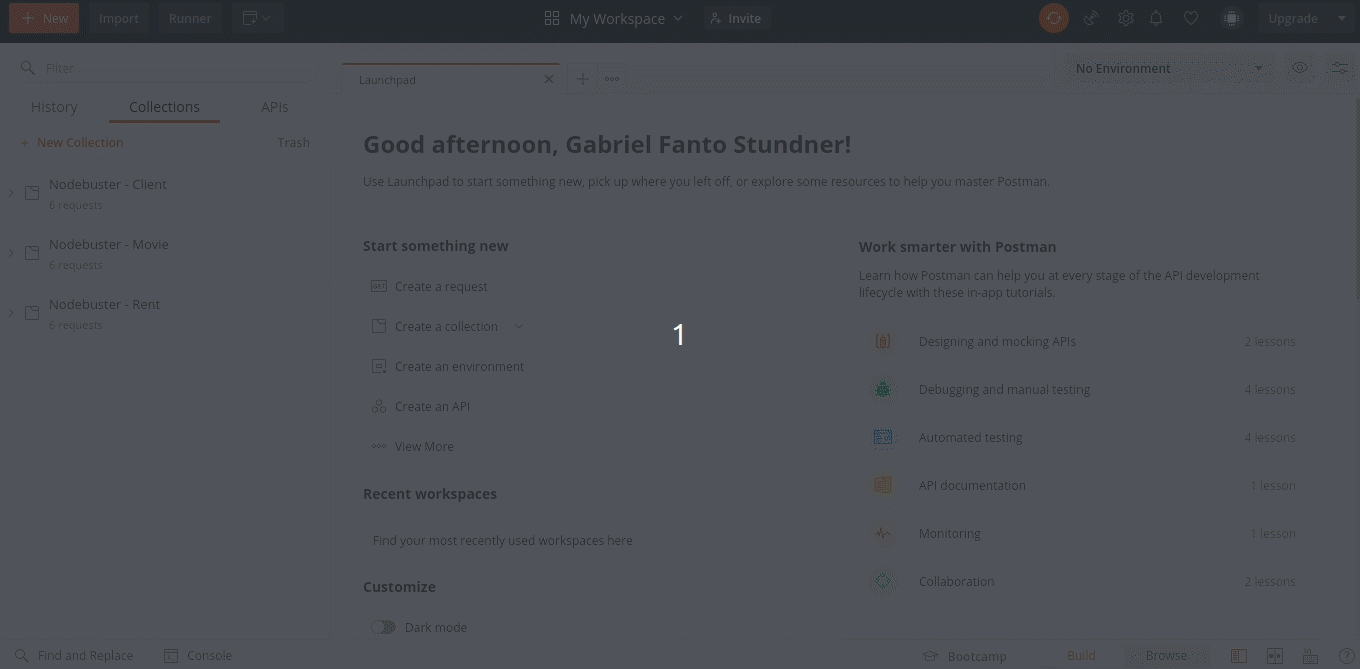 New
Import
Runner
My Workspace
Invite
Upgrade
Filter
Launchpad
No Environment
History
Collections
APIs
+ New Collection
Trash
Nodebuster - Client
6 requests
Nodebuster - Movie
6 requests
Nodebuster - Rent
6 requests
Good afternoon, Gabriel Fanto Stundner!
Use Launchpad to start something new, pick up where you left off, or explore some resources to help you master Postman.
Start something new
GET Create a request
Create a collection
Create an environment
Create an API
View More
Recent workspaces
Find your most recently used workspaces here
Customize
Dark mode
1
Work smarter with Postman
Learn how Postman can help you at every stage of the API development
lifecycle with these in-app tutorials.
Designing and mocking APIs
2 lessons
Debugging and manual testing
4 lessons
Automated testing
4 lessons
API documentation
1 lesson
Monitoring
1 lesson
Collaboration
2 lessons
Find and Replace
Console
Bootcamp
Build
Browse